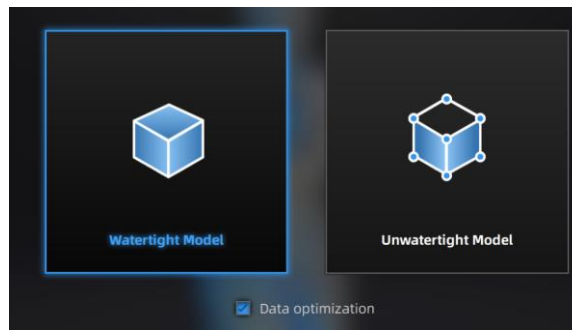 Watertight Model
Unwatertight Model
Data optimization